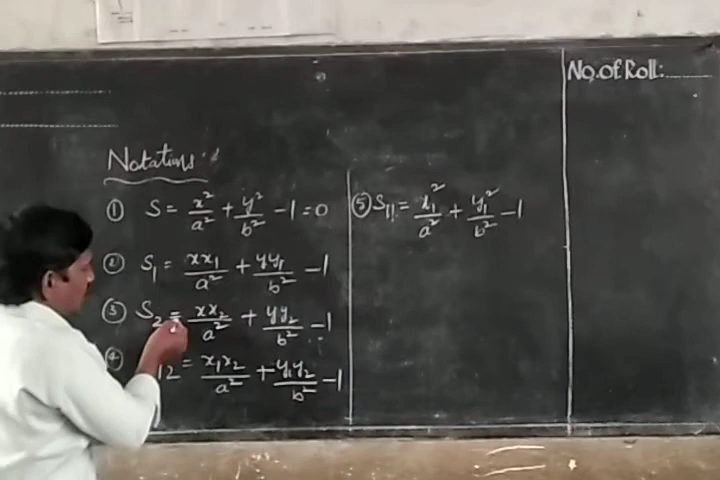 No. of Roll:..........
Notations:
① S = x²/a² + y²/b² - 1 = 0
② S₁ = xx₁/a² + yy₁/b² - 1
③ S₂ = xx₂/a² + yy₂/b² - 1
④ 12 = x₁x₂/a² + y₁y₂/b² - 1
⑤ S₁₁ = x₁²/a² + y₁²/b² - 1